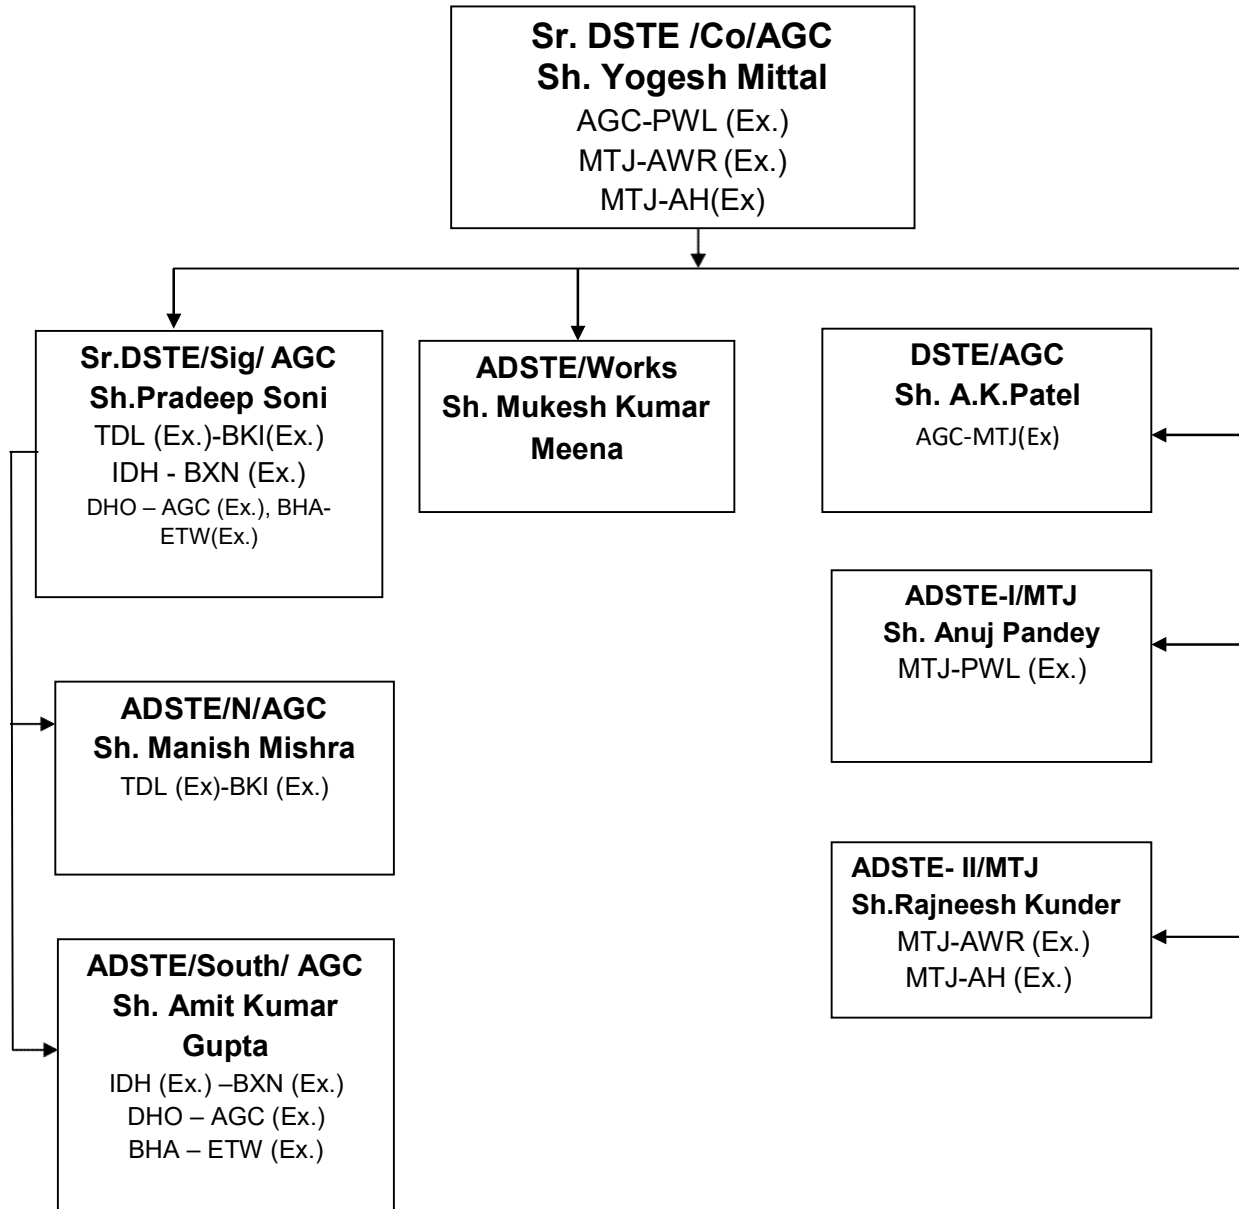 Sr. DSTE /Co/AGC
Sh. Yogesh Mittal
AGC-PWL (Ex.)
MTJ-AWR (Ex.)
MTJ-AH(Ex)
Sr.DSTE/Sig/ AGC
Sh.Pradeep Soni
TDL (Ex.)-BKI(Ex.)
IDH - BXN (Ex.)
DHO – AGC (Ex.), BHA-
ETW(Ex.)
ADSTE/Works
Sh. Mukesh Kumar
Meena
DSTE/AGC
Sh. A.K.Patel
AGC-MTJ(Ex)
ADSTE-I/MTJ
Sh. Anuj Pandey
MTJ-PWL (Ex.)
ADSTE/N/AGC
Sh. Manish Mishra
TDL (Ex)-BKI (Ex.)
ADSTE- II/MTJ
Sh.Rajneesh Kunder
MTJ-AWR (Ex.)
MTJ-AH (Ex.)
ADSTE/South/ AGC
Sh. Amit Kumar
Gupta
IDH (Ex.) –BXN (Ex.)
DHO – AGC (Ex.)
BHA – ETW (Ex.)